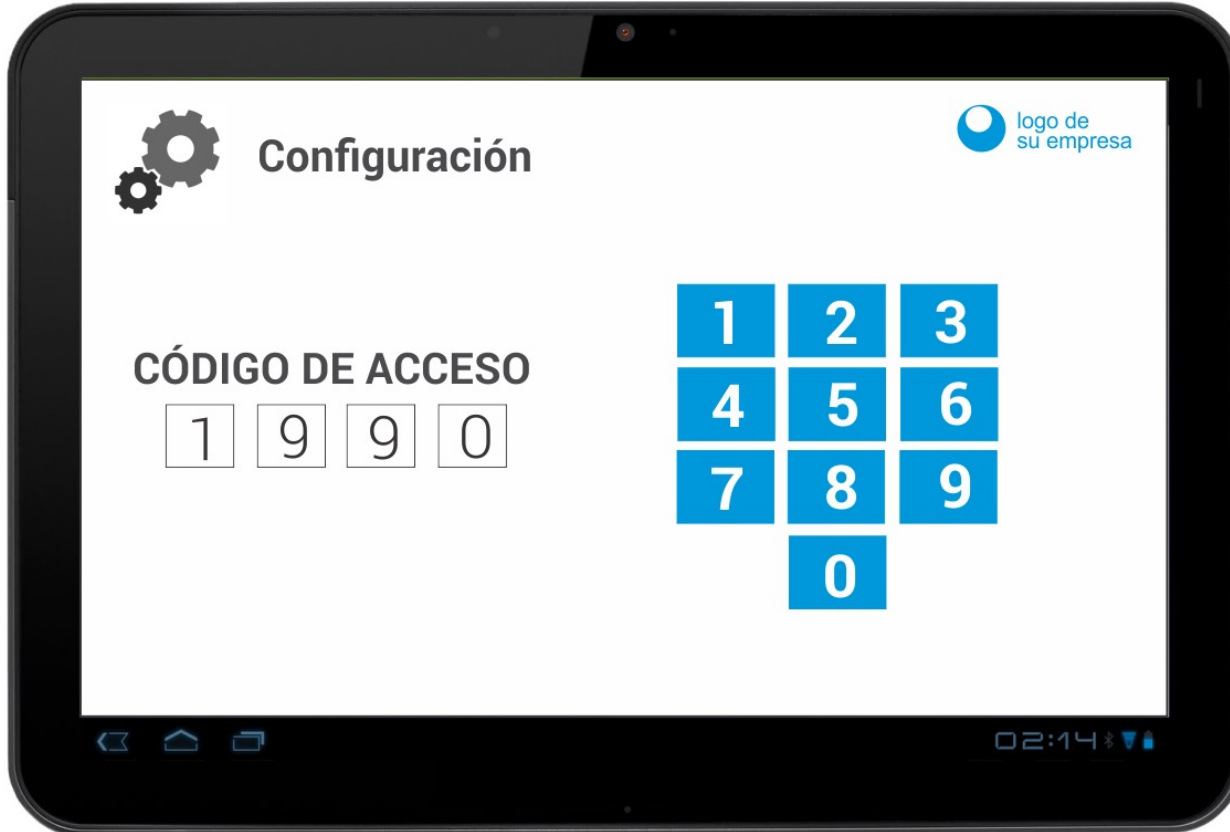 Configuración
logo de
su empresa
CÓDIGO DE ACCESO
1 9 9 0
1 2 3
4 5 6
7 8 9
0
02:14